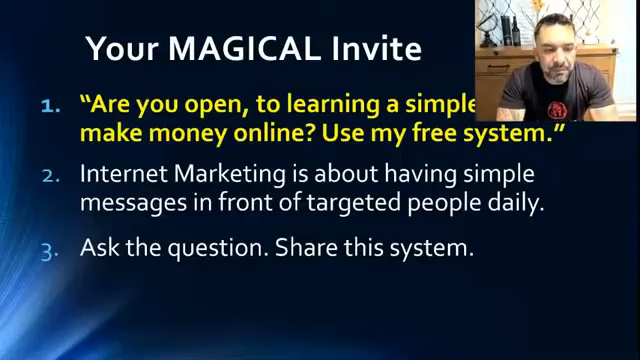 Your MAGICAL Invite
1. "Are you open, to learning a simple
make money online? Use my free system."
2. Internet Marketing is about having simple
messages in front of targeted people daily.
3. Ask the question. Share this system.